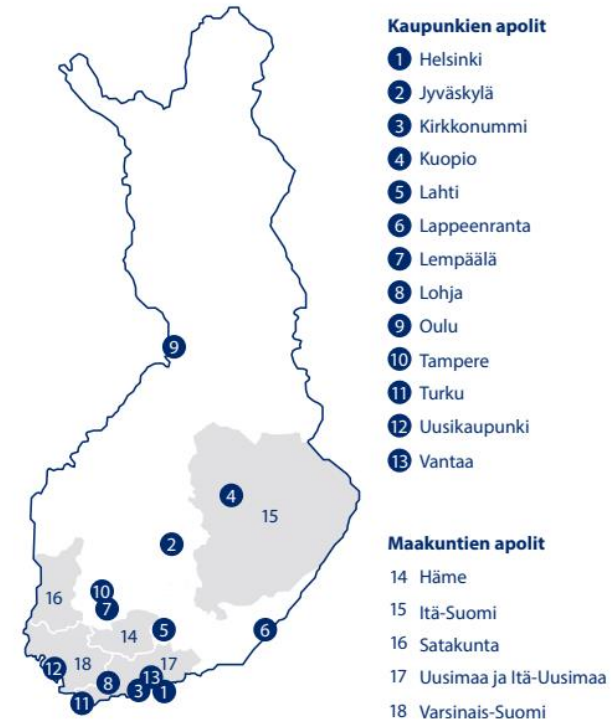 Kaupunkien apolit
1 Helsinki
2 Jyväskylä
3 Kirkkonummi
4 Kuopio
5 Lahti
6 Lappeenranta
7 Lempäälä
8 Lohja
9 Oulu
10 Tampere
11 Turku
12 Uusikaupunki
13 Vantaa
Maakuntien apolit
14 Häme
15 Itä-Suomi
16 Satakunta
17 Uusimaa ja Itä-Uusimaa
18 Varsinais-Suomi
9
4
15
2
10
7
16
14
5
6
12
18
17
8
13
3
1
11